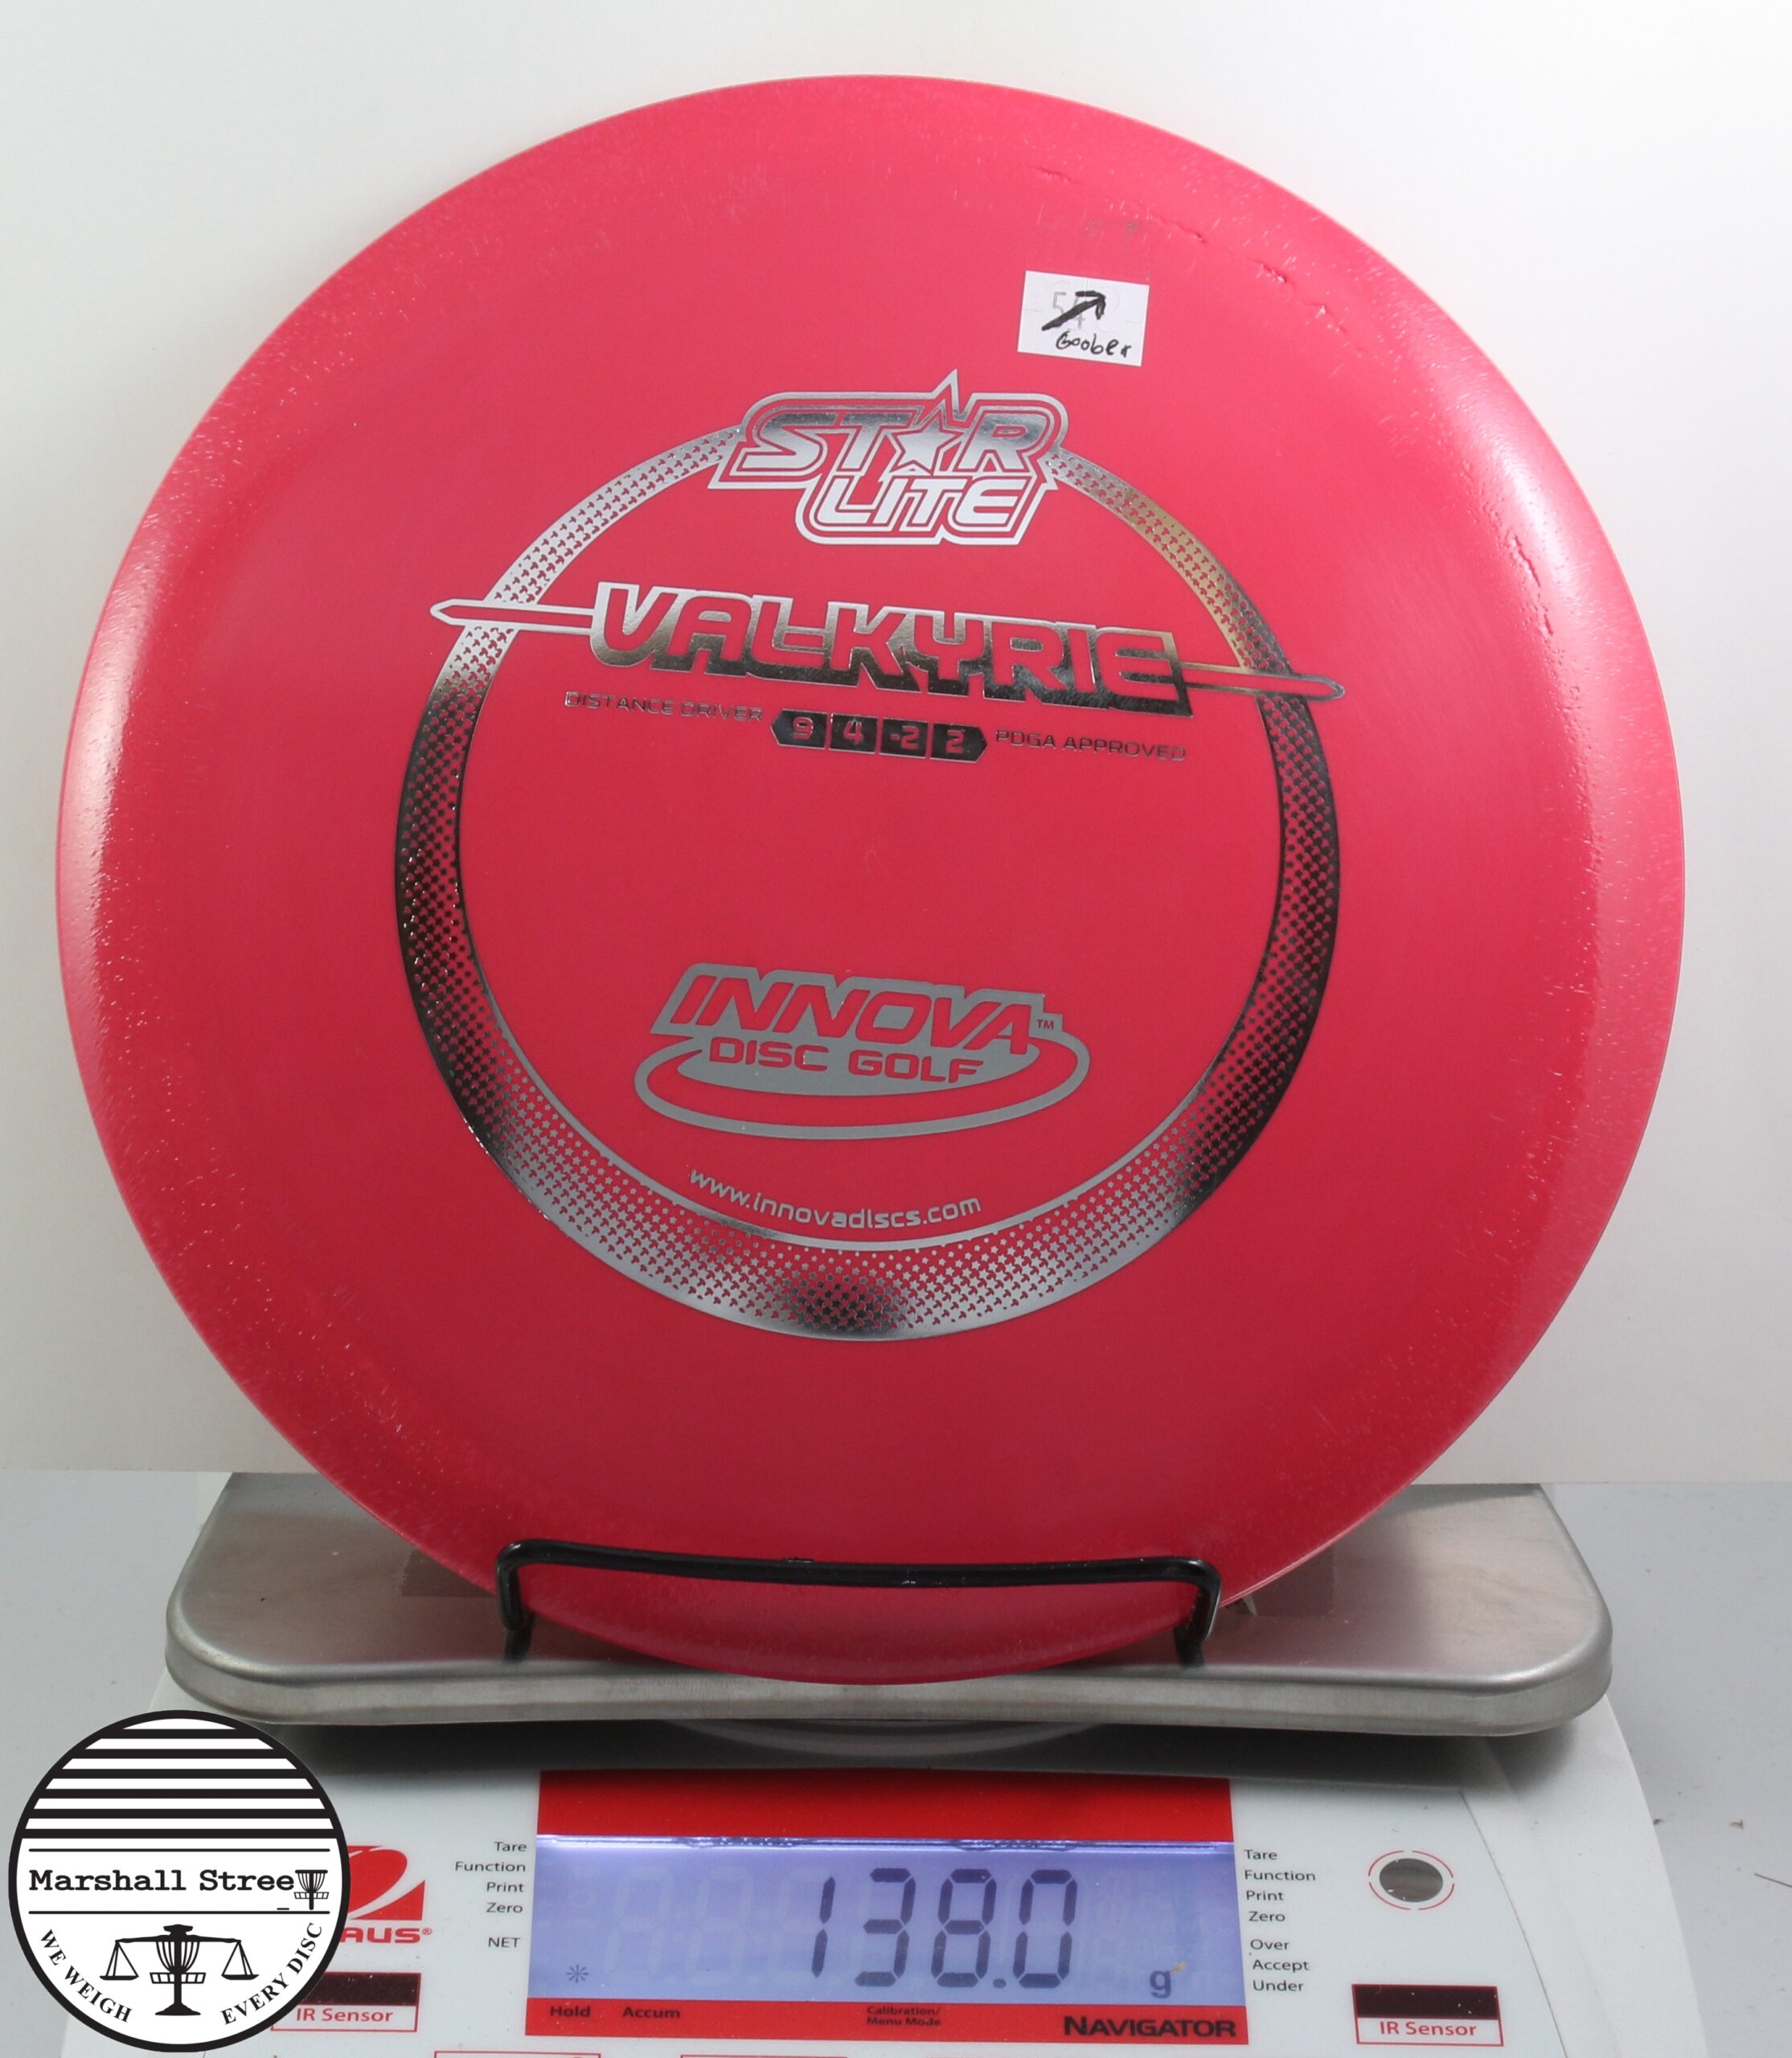 Goober
STAR
LITE
VALKYRIE
DISTANCE DRIVER 9 4 -2 2 PDGA APPROVED
INNOVA™
DISC GOLF
www.innovadiscs.com
Tare
Function
Print
Zero
NET
138.0 g
Tare
Function
Print
Zero
Over
Accept
Under
Hold Accum Calibration/
Menu Mode
NAVIGATOR
IR Sensor
IR Sensor
Marshall Street
WE WEIGH EVERY DISC